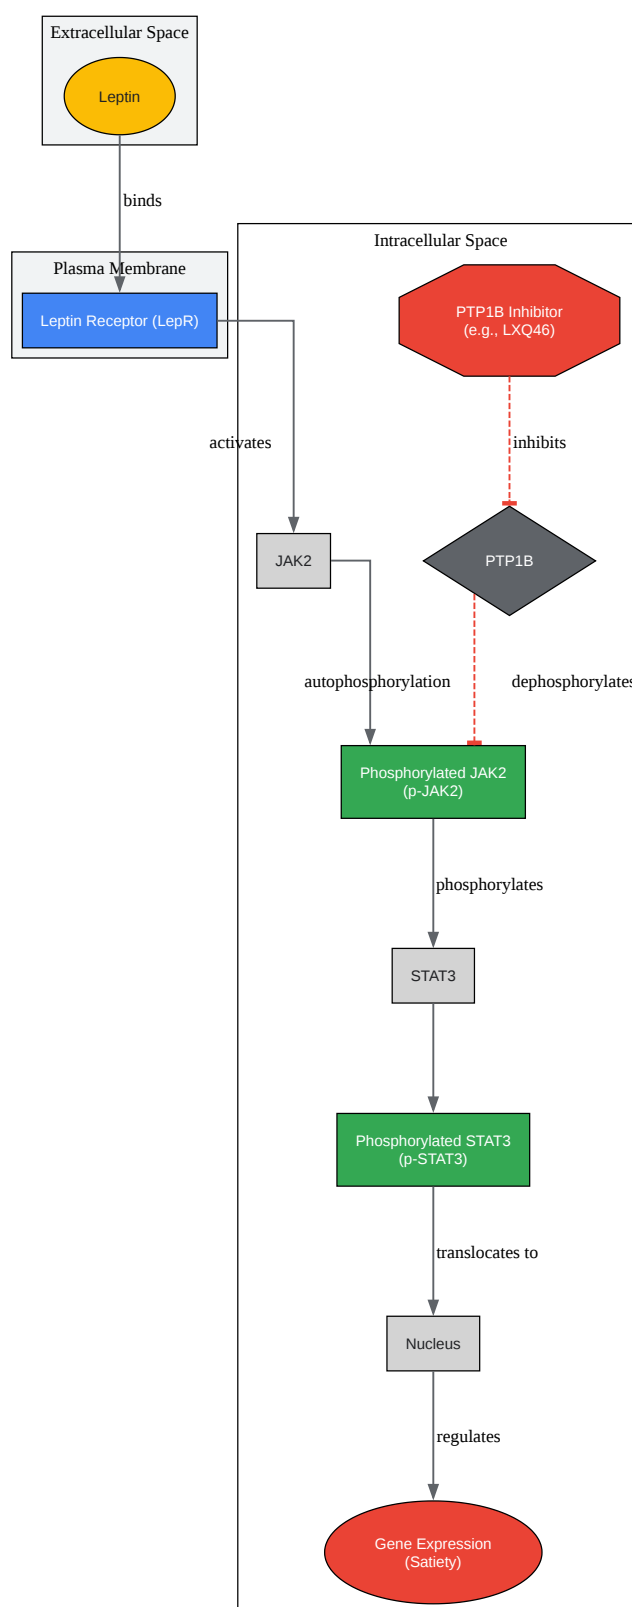 Extracellular Space
Leptin
binds
Intracellular Space
Plasma Membrane
Leptin Receptor (LepR)
PTP1B Inhibitor
(e.g., LXQ46)
activates
inhibits
JAK2
PTP1B
autophosphorylation
dephosphorylates
Phosphorylated JAK2
(p-JAK2)
phosphorylates
STAT3
Phosphorylated STAT3
(p-STAT3)
translocates to
Nucleus
regulates
Gene Expression
(Satiety)